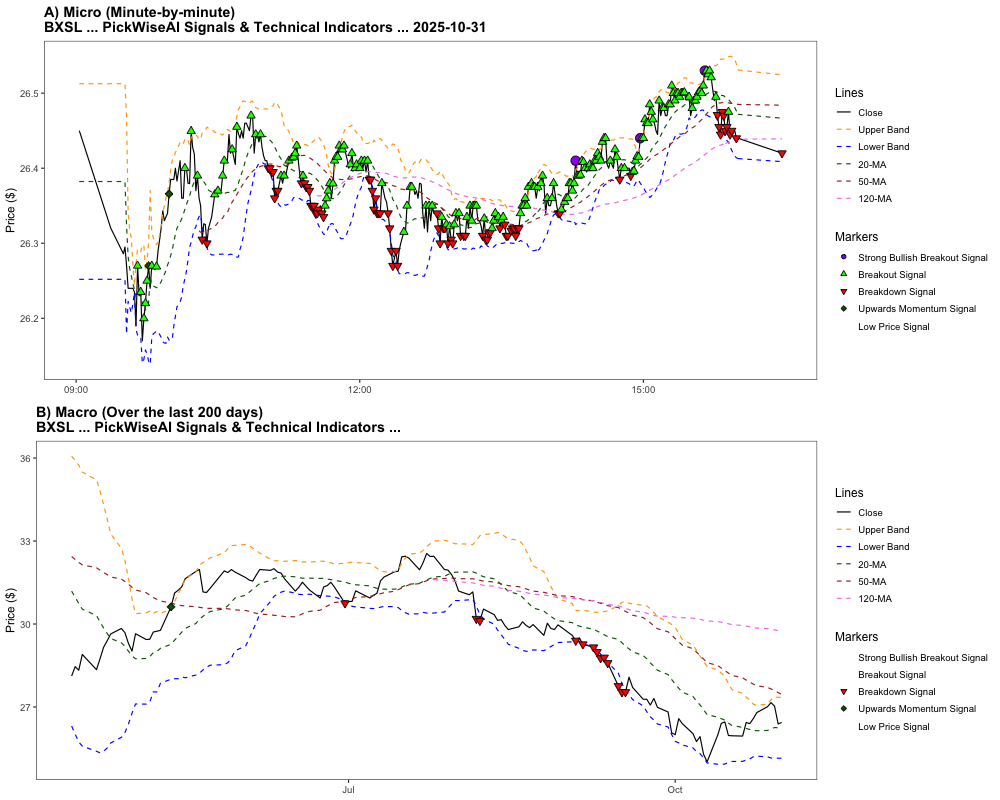 A) Micro (Minute-by-minute)
BXSL ... PickWiseAI Signals & Technical Indicators ... 2025-10-31
Price ($)
26.5
26.4
26.3
26.2
09:00
12:00
15:00
Lines
Close
Upper Band
Lower Band
20-MA
50-MA
120-MA
Markers
Strong Bullish Breakout Signal
Breakout Signal
Breakdown Signal
Upwards Momentum Signal
Low Price Signal
B) Macro (Over the last 200 days)
BXSL ... PickWiseAI Signals & Technical Indicators ...
Price ($)
36
33
30
27
Jul
Oct
Lines
Close
Upper Band
Lower Band
20-MA
50-MA
120-MA
Markers
Strong Bullish Breakout Signal
Breakout Signal
Breakdown Signal
Upwards Momentum Signal
Low Price Signal